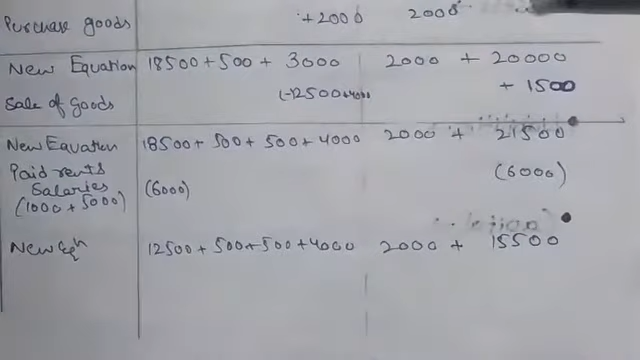 Purchase goods +2000 2000
New Equation 18500 + 500 + 3000 2000 + 20000
Sale of goods (-)2500+4000 + 1500
New Equation 18500 + 500 + 500 + 4000 2000 + 21500
Paid rents
Salaries (6000) (6000)
(1000 + 5000)
New Eqn 12500 + 500 + 500 + 4000 2000 + 15500